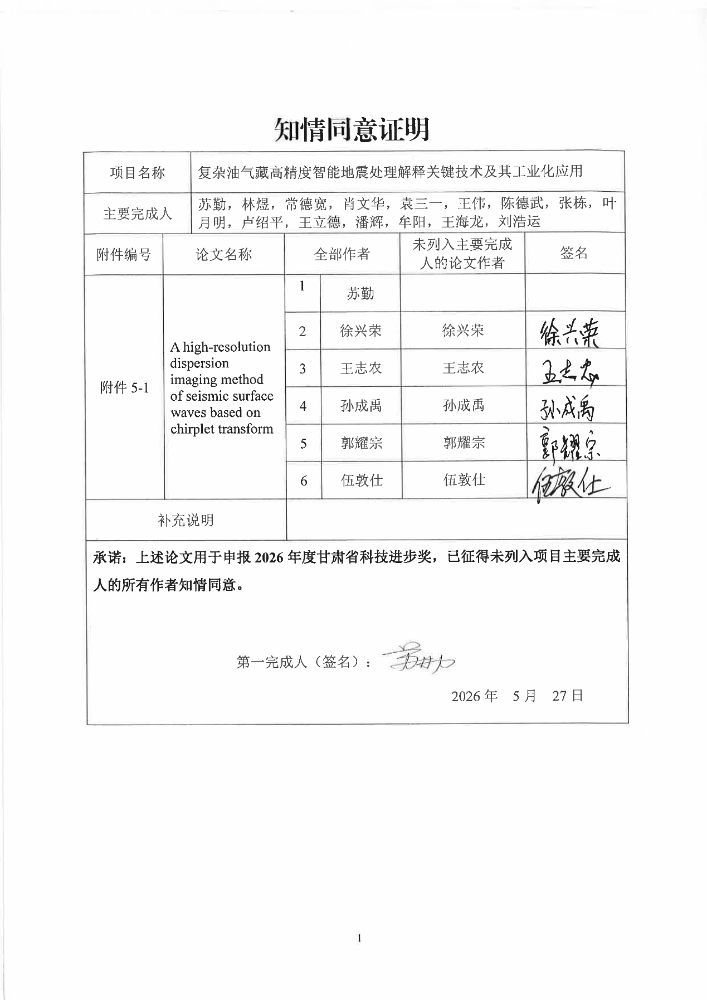 知情同意证明
项目名称
复杂油气藏高精度智能地震处理解释关键技术及其工业化应用
主要完成人
苏勤，林煜，常德宽，肖文华，袁三一，王伟，陈德武，张栋，叶
月明，卢绍平，王立德，潘辉，牟阳，王海龙，刘浩运
附件编号
论文名称
全部作者
未列入主要完成
人的论文作者
签名
附件 5-1
A high-resolution
dispersion
imaging method
of seismic surface
waves based on
chirplet transform
1 苏勤
2 徐兴荣 徐兴荣 徐兴荣
3 王志农 王志农 王志农
4 孙成禹 孙成禹 孙成禹
5 郭耀宗 郭耀宗 郭耀宗
6 伍敦仕 伍敦仕 伍敦仕
补充说明
承诺：上述论文用于申报 2026 年度甘肃省科技进步奖，已征得未列入项目主要完成
人的所有作者知情同意。
第一完成人（签名）：苏勤
2026 年 5 月 27 日
1